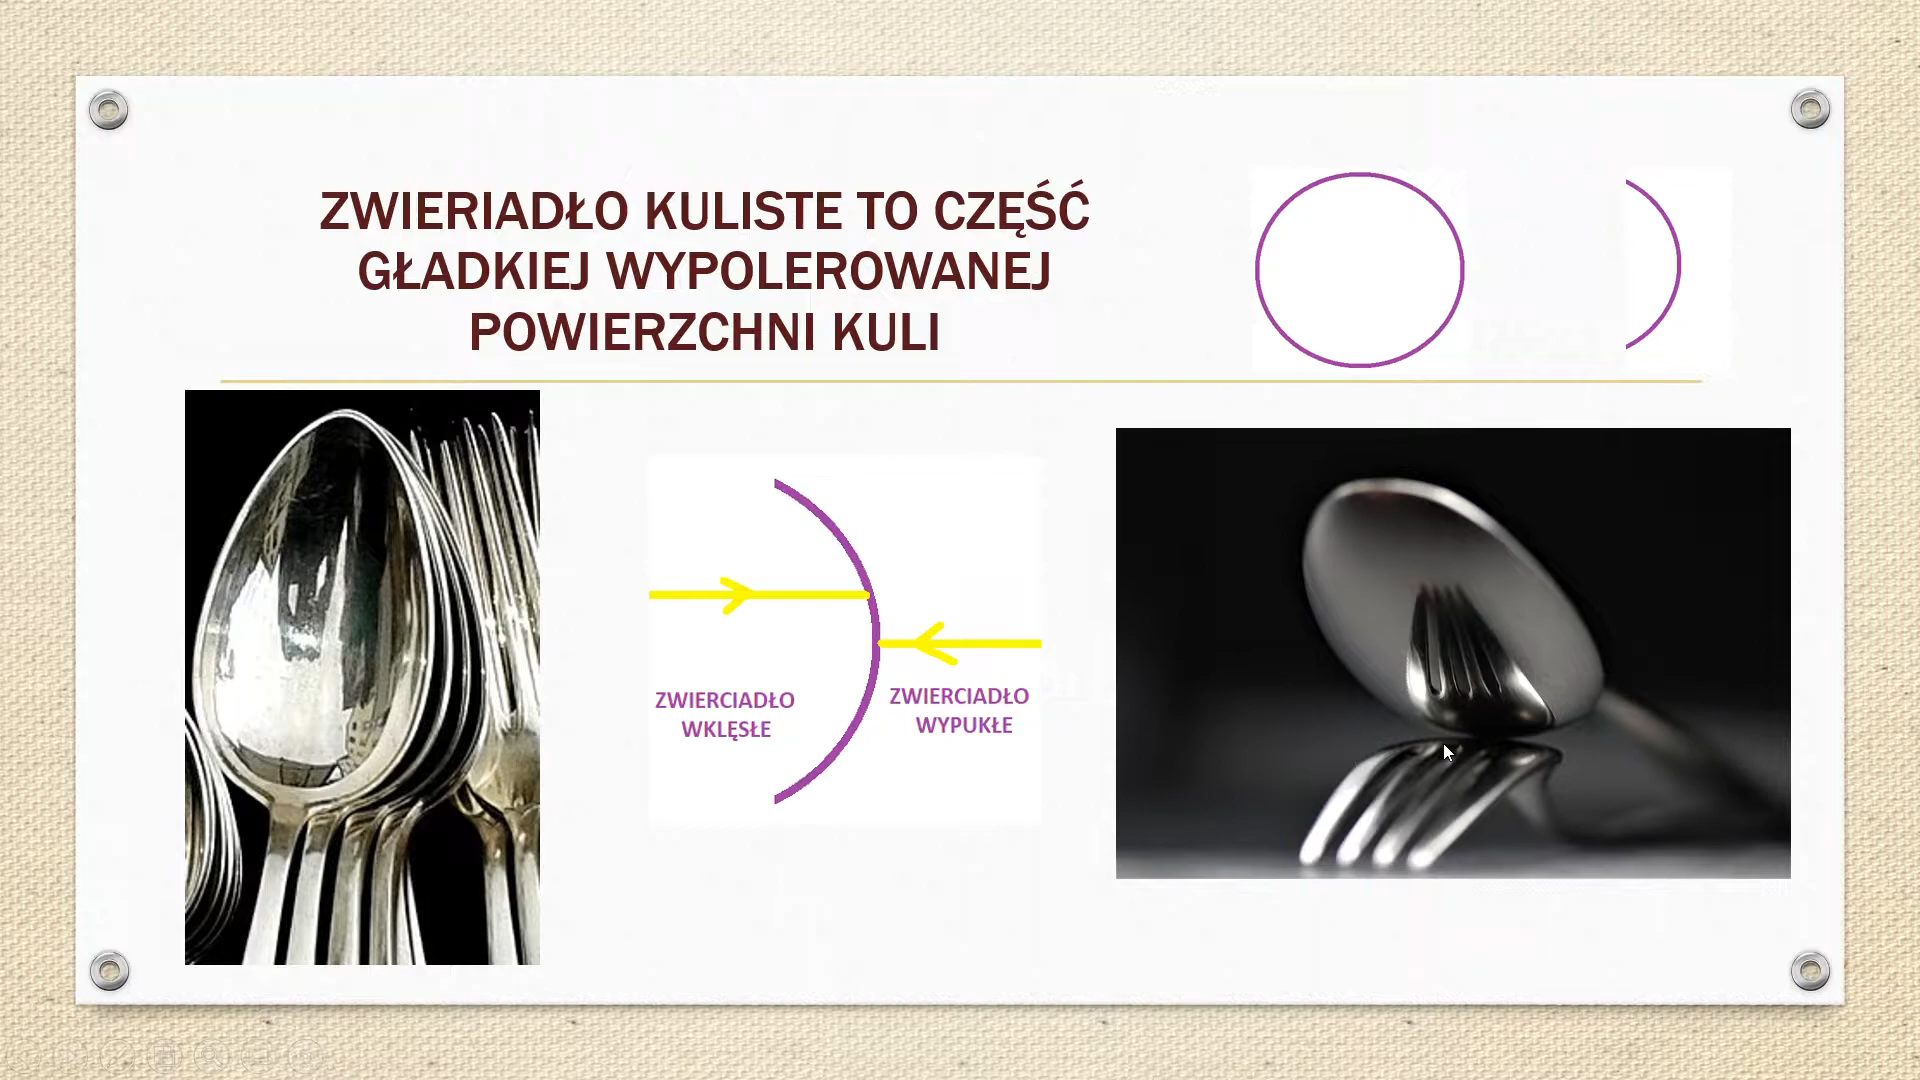 ZWIERIADŁO KULISTE TO CZĘŚĆ
GŁADKIEJ WYPOLEROWANEJ
POWIERZCHNI KULI
ZWIERCIADŁO
WKLĘSŁE
ZWIERCIADŁO
WYPUKŁE